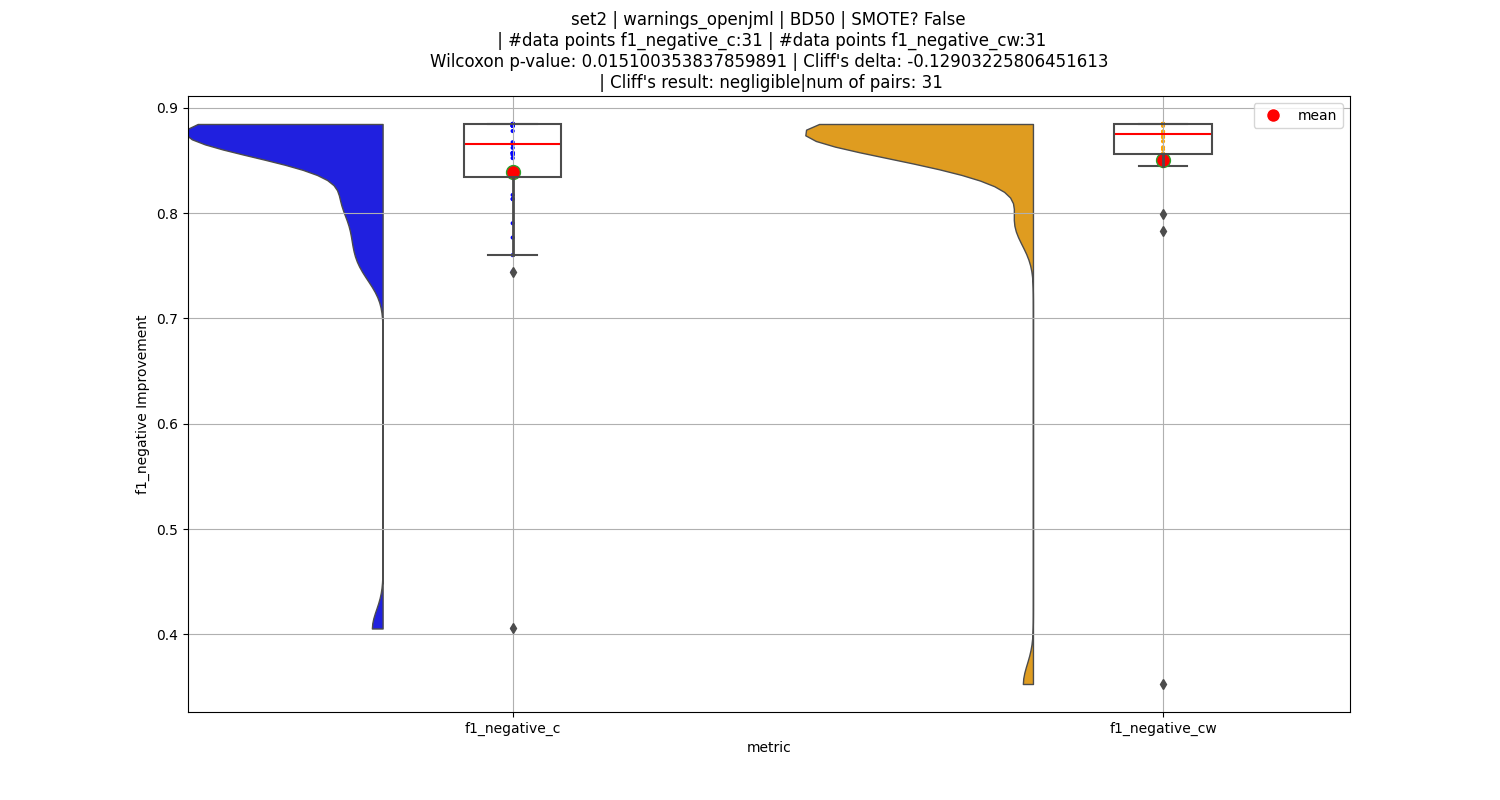 set2 | warnings_openjml | BD50 | SMOTE? False
| #data points f1_negative_c:31 | #data points f1_negative_cw:31
Wilcoxon p-value: 0.015100353837859891 | Cliff's delta: -0.12903225806451613
| Cliff's result: negligible|num of pairs: 31
mean
0.9
0.8
0.7
0.6
0.5
0.4
f1_negative Improvement
f1_negative_c
f1_negative_cw
metric